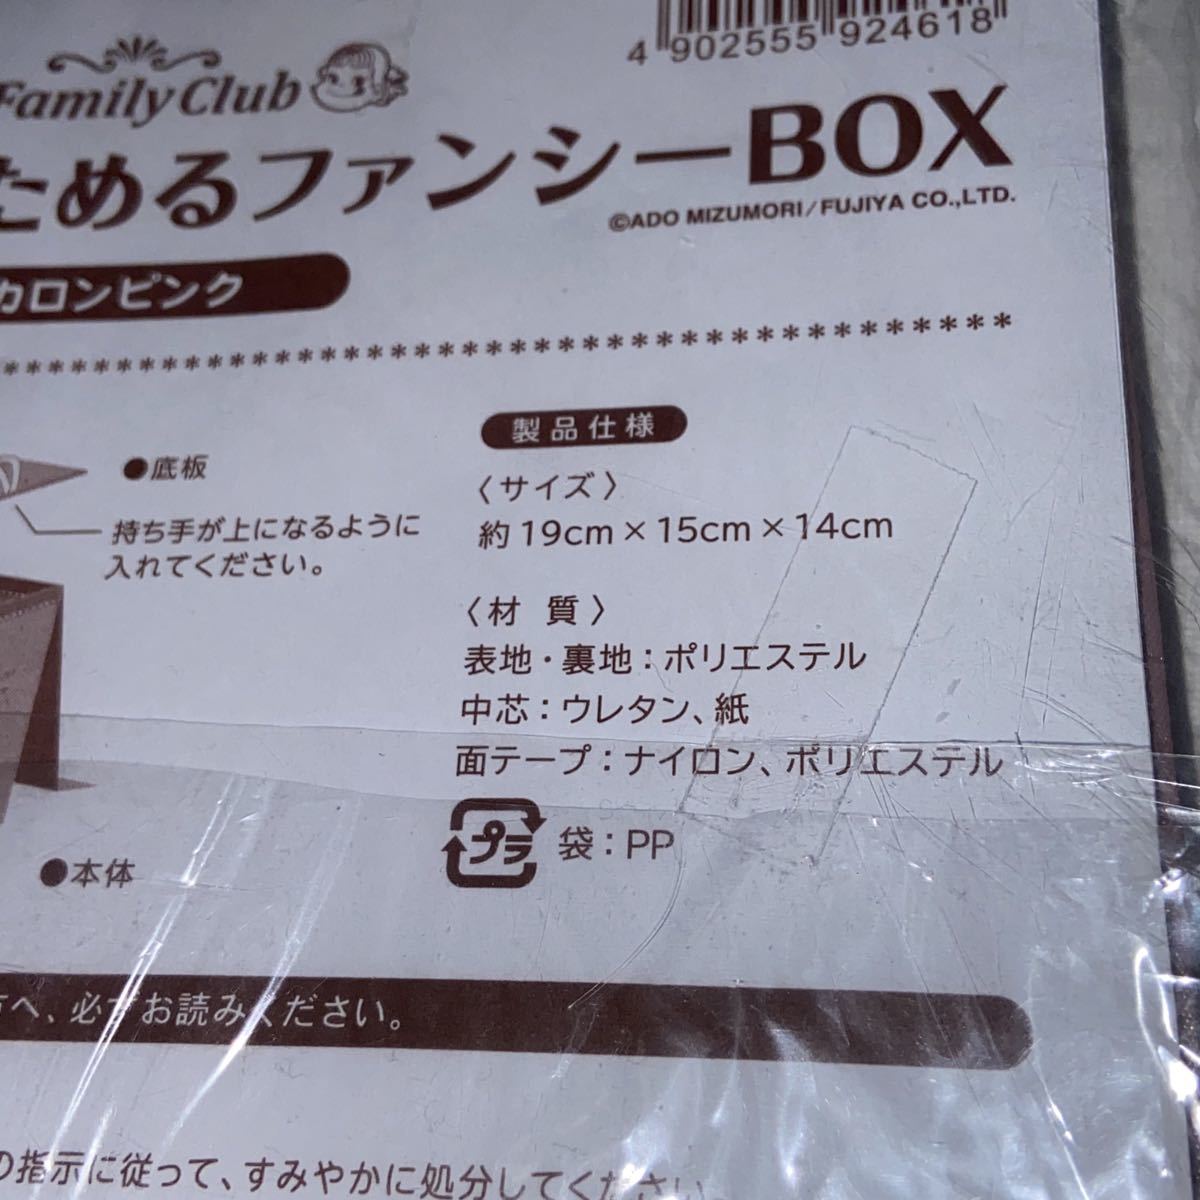 4 902555 924618
Family Club
ためるファンシーBOX
©ADO MIZUMORI/FUJIYA CO.,LTD.
カロンピンク
************************************
製品仕様
●底板
持ち手が上になるように
入れてください。
〈サイズ〉
約19cm×15cm×14cm
〈材 質〉
表地・裏地:ポリエステル
中芯:ウレタン、紙
面テープ:ナイロン、ポリエステル
プラ 袋:PP
●本体
方へ、必ずお読みください。
の指示に従って、すみやかに処分してください。